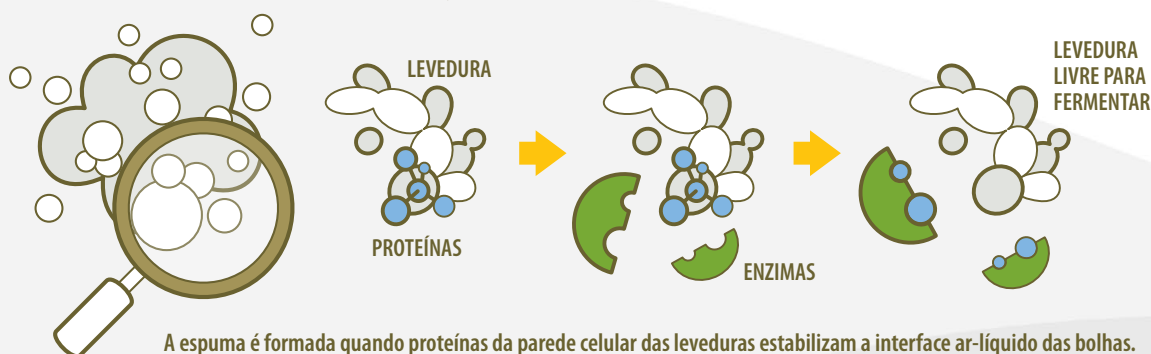 LEVEDURA
PROTEÍNAS
ENZIMAS
LEVEDURA
LIVRE PARA
FERMENTAR
A espuma é formada quando proteínas da parede celular das leveduras estabilizam a interface ar-líquido das bolhas.